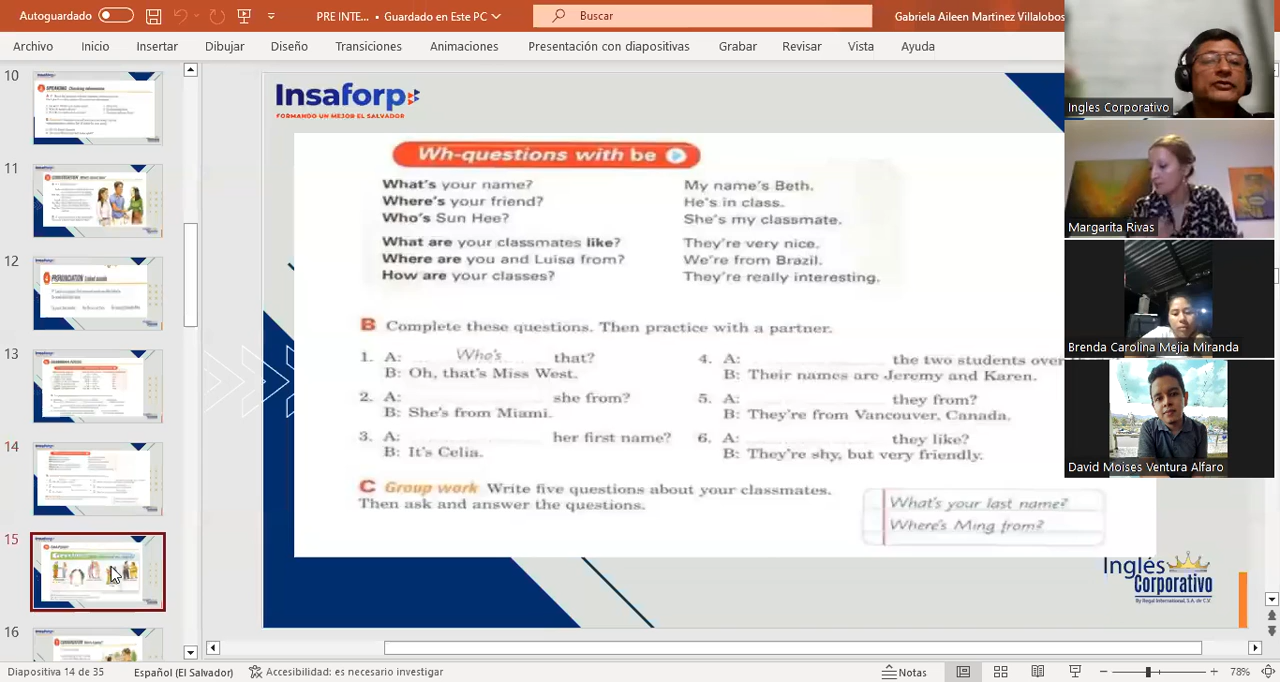 Autoguardado
PRE INTE... • Guardado en Este PC
Buscar
Gabriela Aileen Martinez Villalobos
Archivo Inicio Insertar Dibujar Diseño Transiciones Animaciones Presentación con diapositivas Grabar Revisar Vista Ayuda
10
11
12
13
14
15
16
Insaforp
FORMANDO UN MEJOR EL SALVADOR
Wh-questions with be
What's your name? My name's Beth.
Where's your friend? He's in class.
Who's Sun Hee? She's my classmate.
What are your classmates like? They're very nice.
Where are you and Luisa from? We're from Brazil.
How are your classes? They're really interesting.
B Complete these questions. Then practice with a partner.
1. A: Who's that?
B: Oh, that's Miss West.
2. A: she from?
B: She's from Miami.
3. A: her first name?
B: It's Celia.
4. A: the two students over
B: Their names are Jeremy and Karen.
5. A: they from?
B: They're from Vancouver, Canada.
6. A: they like?
B: They're shy, but very friendly.
C Group work Write five questions about your classmates.
Then ask and answer the questions.
What's your last name?
Where's Ming from?
Inglés
Corporativo
By Regal International, S.A. de C.V.
Ingles Corporativo
Margarita Rivas
Brenda Carolina Mejia Miranda
David Moises Ventura Alfaro
Diapositiva 14 de 35 Español (El Salvador) Accesibilidad: es necesario investigar Notas 78%